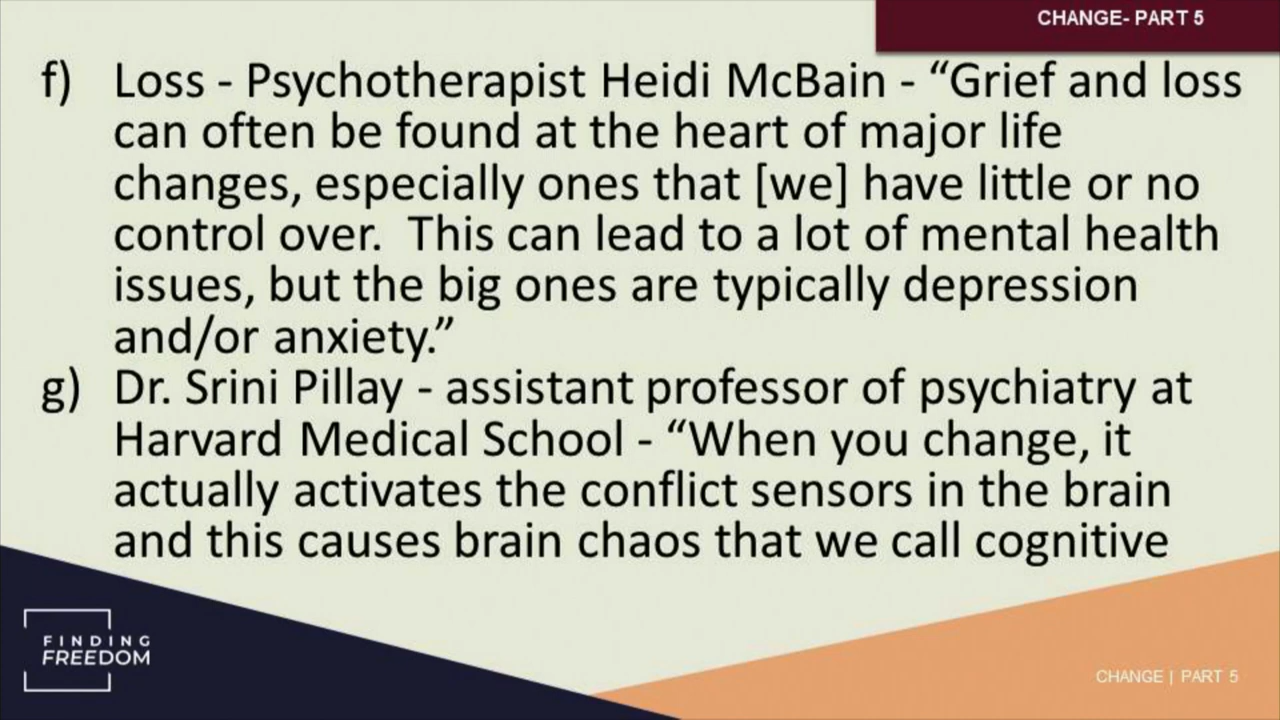 CHANGE- PART 5
f) Loss - Psychotherapist Heidi McBain - “Grief and loss
can often be found at the heart of major life
changes, especially ones that [we] have little or no
control over.  This can lead to a lot of mental health
issues, but the big ones are typically depression
and/or anxiety.”
g) Dr. Srini Pillay - assistant professor of psychiatry at
Harvard Medical School - “When you change, it
actually activates the conflict sensors in the brain
and this causes brain chaos that we call cognitive
FINDING
FREEDOM
CHANGE | PART 5